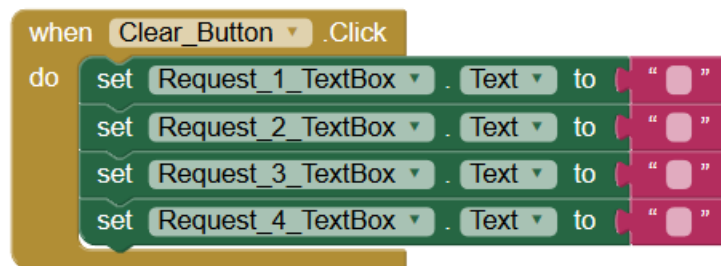 when Clear_Button .Click
do set Request_1_TextBox . Text to “ ”
set Request_2_TextBox . Text to “ ”
set Request_3_TextBox . Text to “ ”
set Request_4_TextBox . Text to “ ”